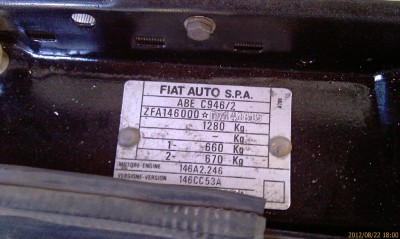 FIAT AUTO S.P.A.
ABE C946/2
ZFA146000☆
1280 Kg
- Kg
1- 660 Kg
2- 670 Kg
MOTORE-ENGINE 146A2.246
VERSIONE-VERSION 146CC53A
2012/08/22 18:00